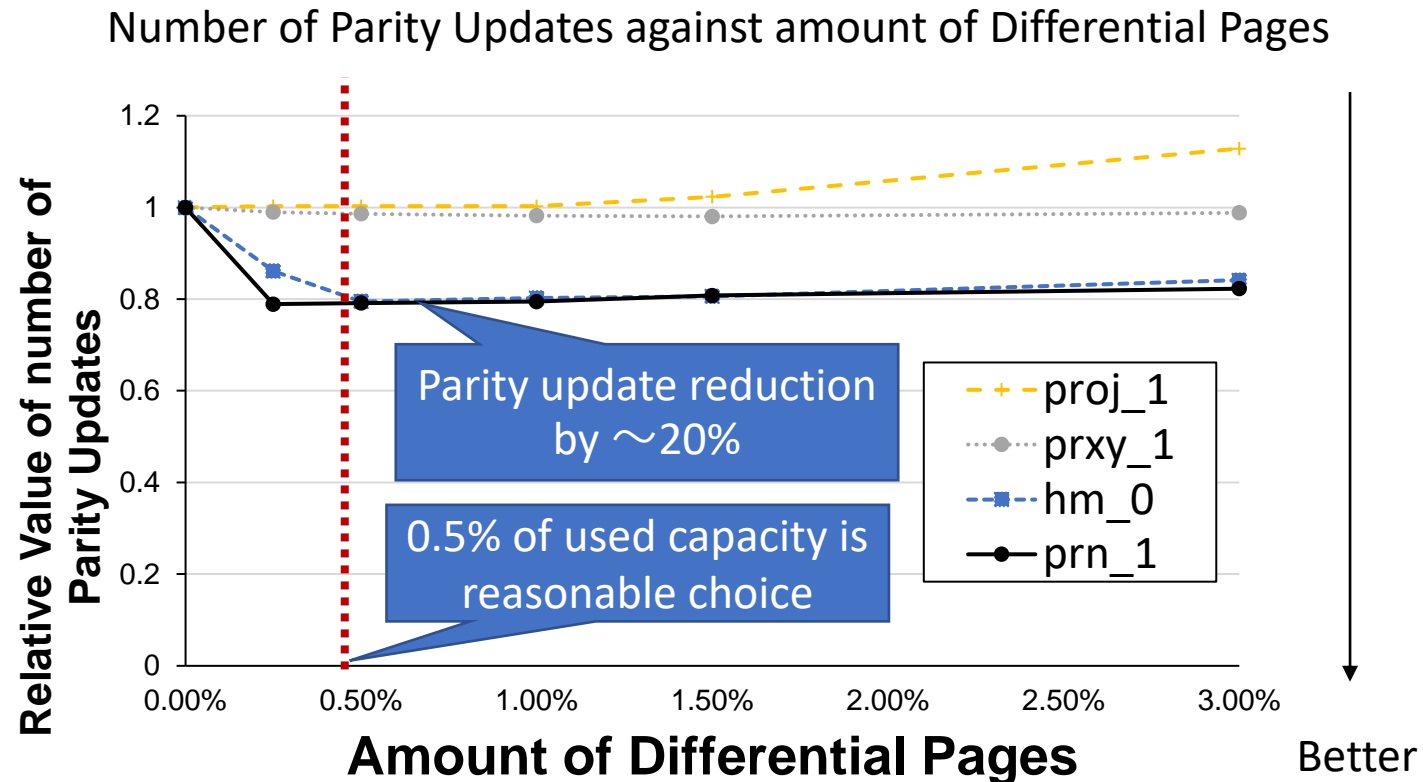 Number of Parity Updates against amount of Differential Pages
Relative Value of number of
Parity Updates
1.2
1
0.8
0.6
0.4
0.2
0
Parity update reduction
by ～20%
0.5% of used capacity is
reasonable choice
proj_1
prxy_1
hm_0
prn_1
0.00%
0.50%
1.00%
1.50%
2.00%
2.50%
3.00%
Amount of Differential Pages
Better